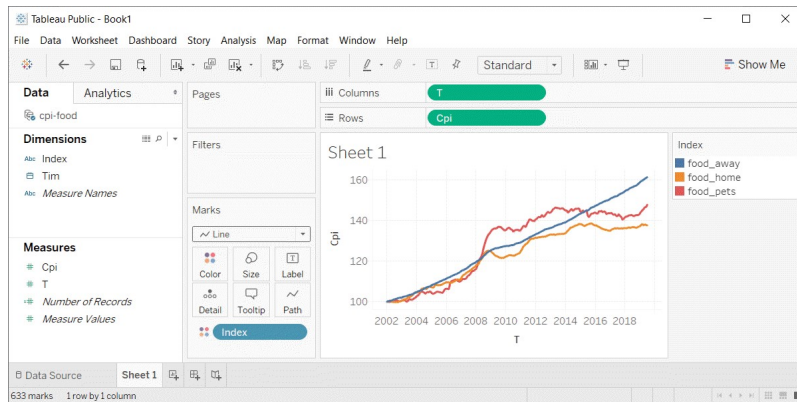 Tableau Public - Book1
File Data Worksheet Dashboard Story Analysis Map Format Window Help
T Standard Show Me
Data Analytics
cpi-food
Dimensions
Abc Index
Tim
Abc Measure Names
Measures
# Cpi
# T
# Number of Records
# Measure Values
Pages
Filters
Marks
Line
Color Size Label
Detail Tooltip Path
Index
Columns T
Rows Cpi
Sheet 1
160
140
120
100
Cpi
2002 2004 2006 2008 2010 2012 2014 2016 2018
T
Index
food_away
food_home
food_pets
Data Source Sheet 1
633 marks 1 row by 1 column